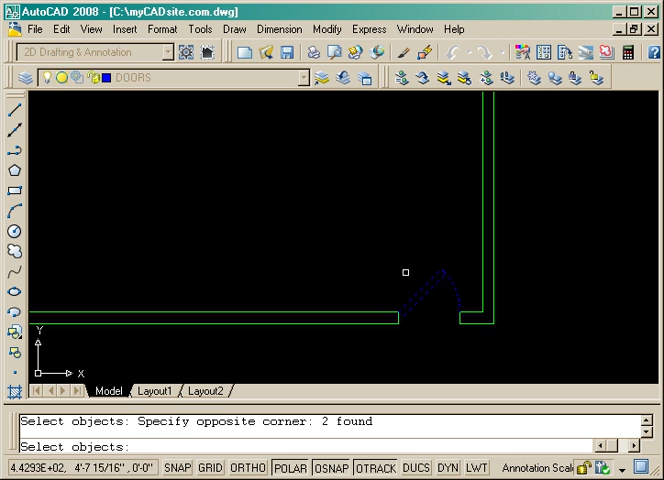 AutoCAD 2008 - [C:\myCADsite.com.dwg]
File Edit View Insert Format Tools Draw Dimension Modify Express Window
2D Drafting & Annotation
DOORS
Y
X
Model Layout1 Layout2
Select objects: Specify opposite corner: 2 found
Select objects:
4.4293E+02, 4'-7 15/16" ,0'-0" SNAP GRID ORTHO POLAR OSNAP OTRACK DUCS DYN LWT Annotation Scal